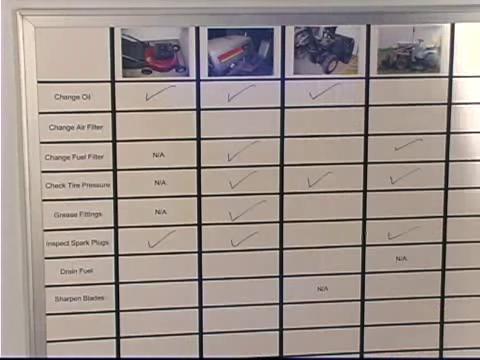 Change Oil
Change Air Filter
Change Fuel Filter N/A
Check Tire Pressure N/A
Grease Fittings N/A
Inspect Spark Plugs
Drain Fuel N/A
Sharpen Blades N/A